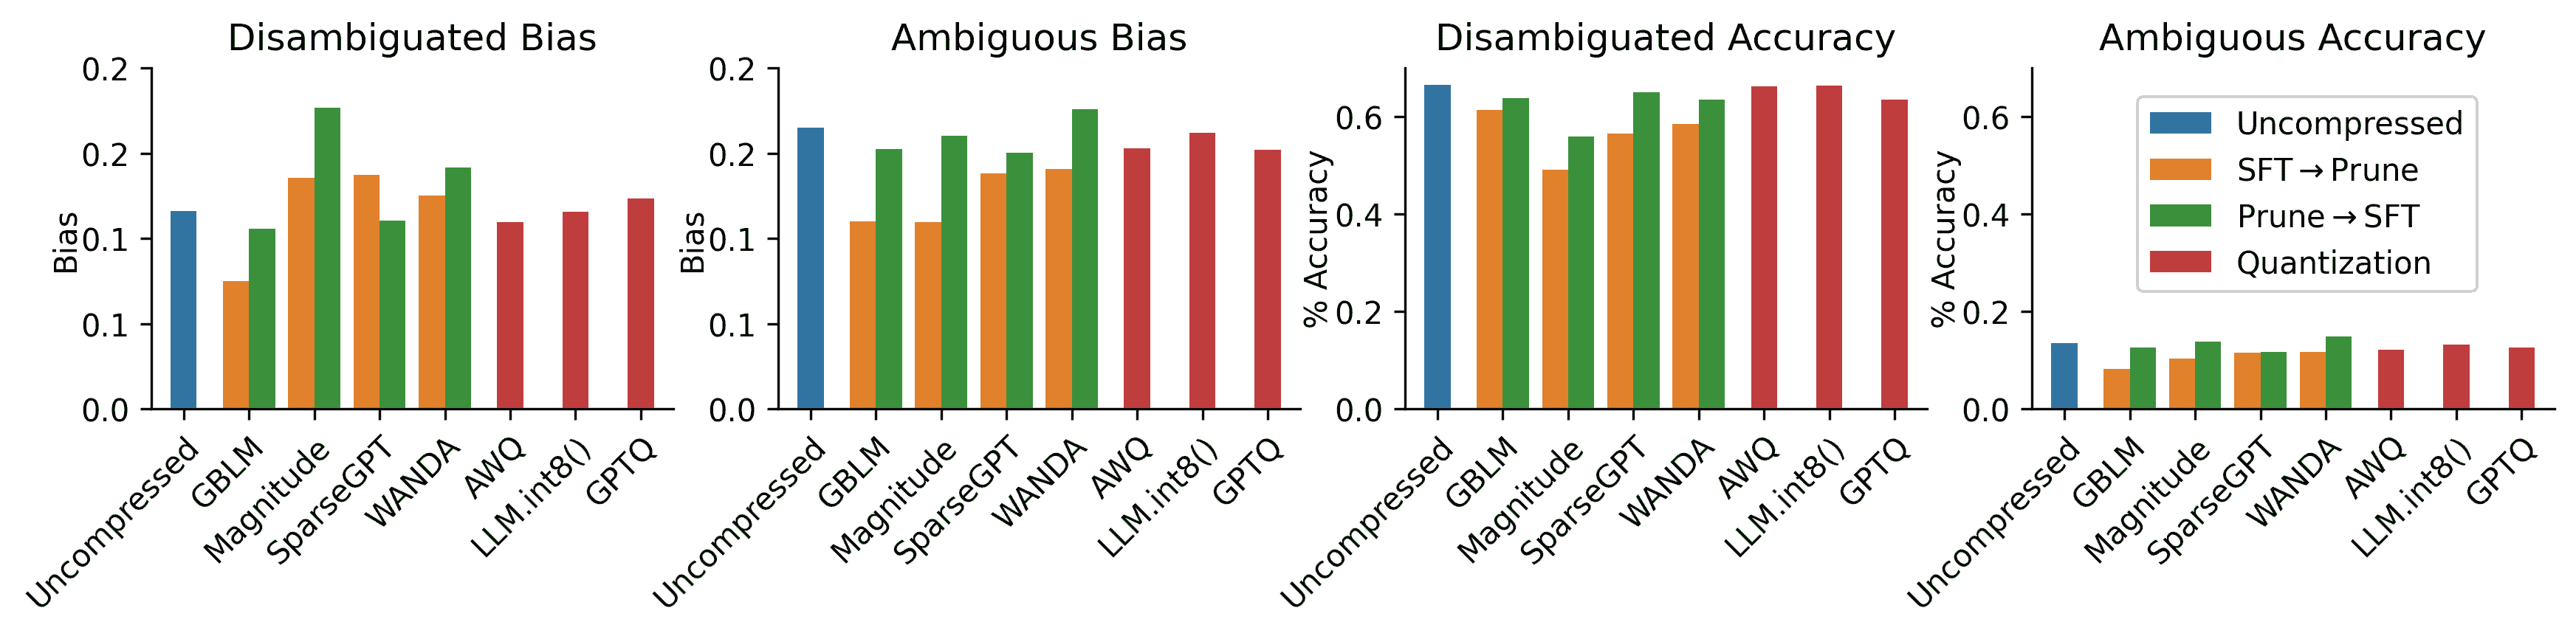 Disambiguated Bias
Bias
0.2
0.2
0.1
0.1
0.0
Uncompressed
GBLM
Magnitude
SparseGPT
WANDA
AWQ
LLM.int8()
GPTQ
Ambiguous Bias
Bias
0.2
0.2
0.1
0.1
0.0
Uncompressed
GBLM
Magnitude
SparseGPT
WANDA
AWQ
LLM.int8()
GPTQ
Disambiguated Accuracy
% Accuracy
0.6
0.4
0.2
0.0
Uncompressed
GBLM
Magnitude
SparseGPT
WANDA
AWQ
LLM.int8()
GPTQ
Ambiguous Accuracy
% Accuracy
0.6
0.4
0.2
0.0
Uncompressed
SFT→Prune
Prune→SFT
Quantization
Uncompressed
GBLM
Magnitude
SparseGPT
WANDA
AWQ
LLM.int8()
GPTQ